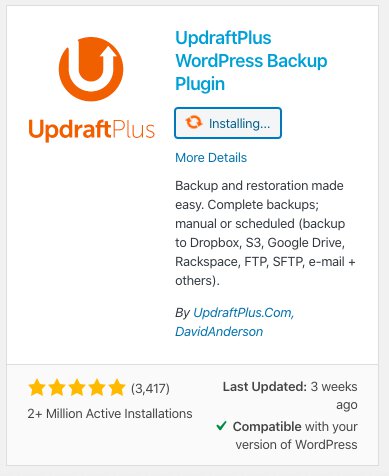 UpdraftPlus
WordPress Backup
Plugin
UpdraftPlus
Installing...
More Details
Backup and restoration made
easy. Complete backups;
manual or scheduled (backup
to Dropbox, S3, Google Drive,
Rackspace, FTP, SFTP, e-mail +
others).
By UpdraftPlus.Com,
DavidAnderson
(3,417)
2+ Million Active Installations
Last Updated: 3 weeks
ago
Compatible with your
version of WordPress